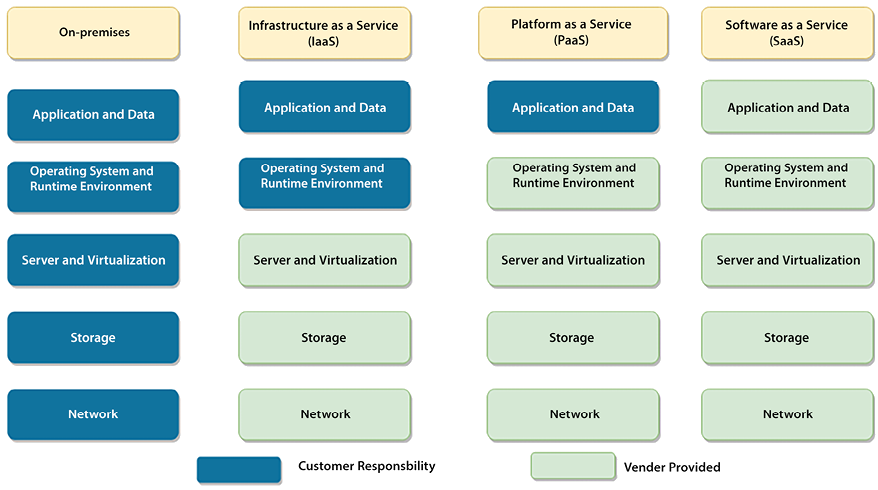 On-premises
Infrastructure as a Service
(IaaS)
Platform as a Service
(PaaS)
Software as a Service
(SaaS)
Application and Data
Application and Data
Application and Data
Application and Data
Operating System and
Runtime Environment
Operating System and
Runtime Environment
Operating System and
Runtime Environment
Operating System and
Runtime Environment
Server and Virtualization
Server and Virtualization
Server and Virtualization
Server and Virtualization
Storage
Storage
Storage
Storage
Network
Network
Network
Network
Customer Responsbility
Vender Provided